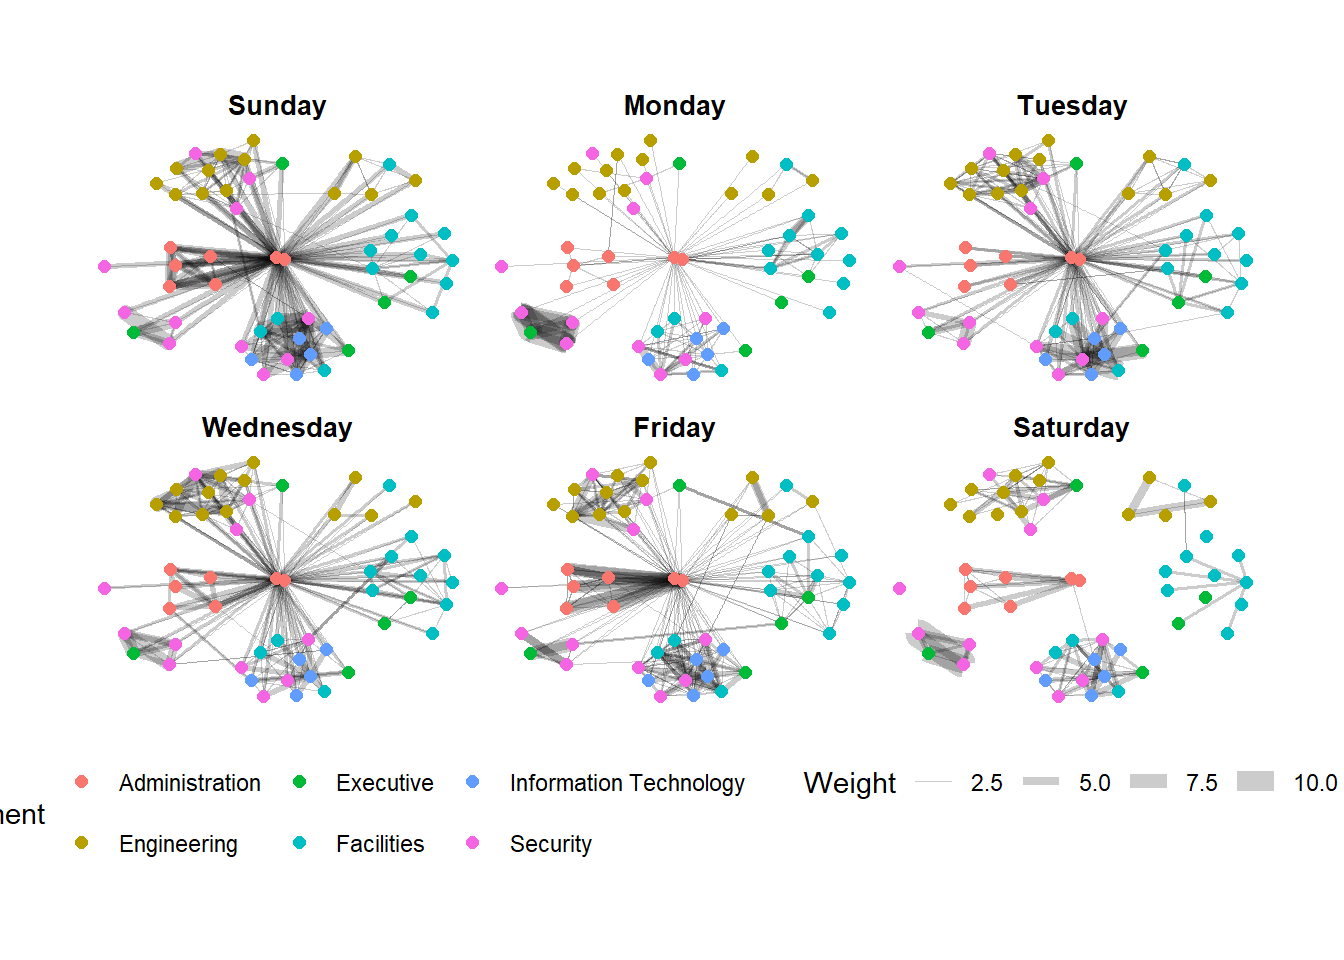 Sunday Monday Tuesday
Wednesday Friday Saturday
Administration Executive Information Technology Weight 2.5 5.0 7.5 10.0
Engineering Facilities Security